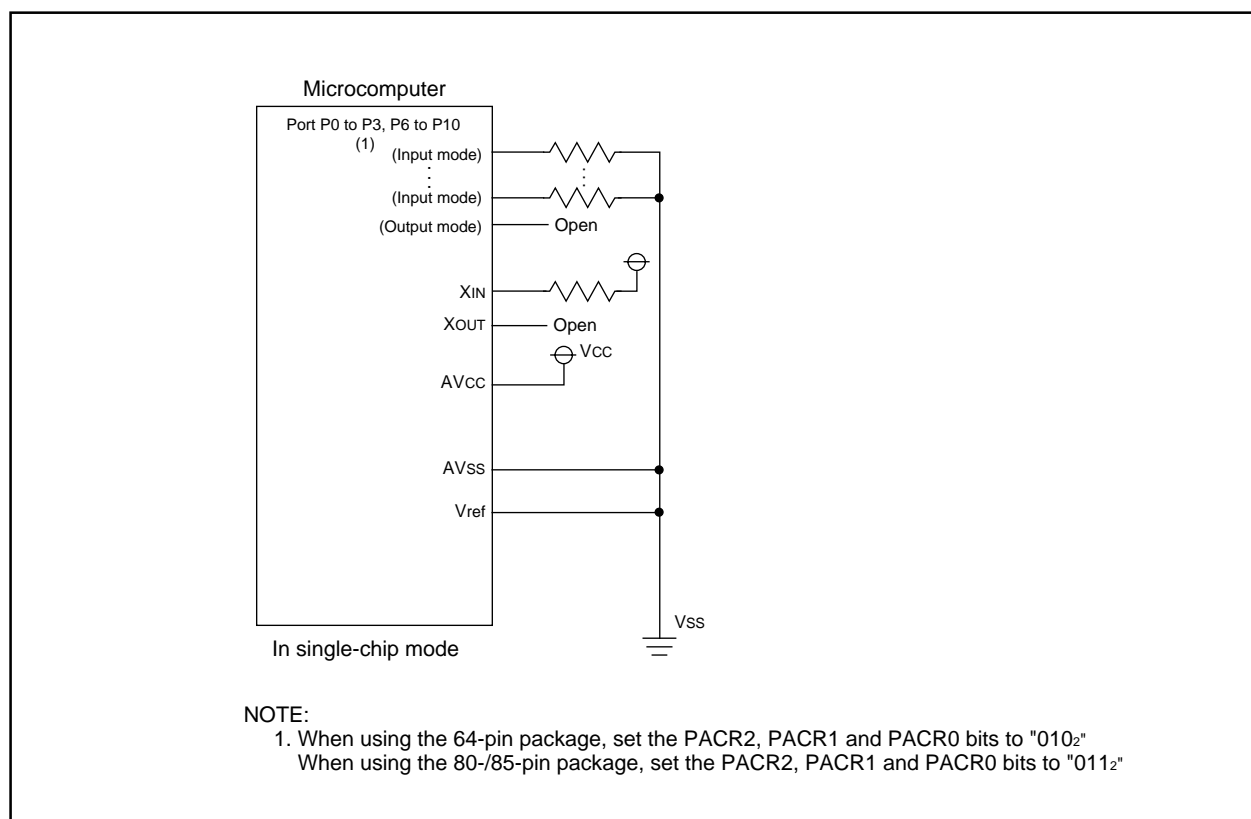 Microcomputer
Port P0 to P3, P6 to P10
(1)
(Input mode)
(Input mode)
(Output mode)
Open
XIN
XOUT
Open
VCC
AVCC
AVSS
Vref
VSS
In single-chip mode
NOTE:
1. When using the 64-pin package, set the PACR2, PACR1 and PACR0 bits to "010₂"
When using the 80-/85-pin package, set the PACR2, PACR1 and PACR0 bits to "011₂"